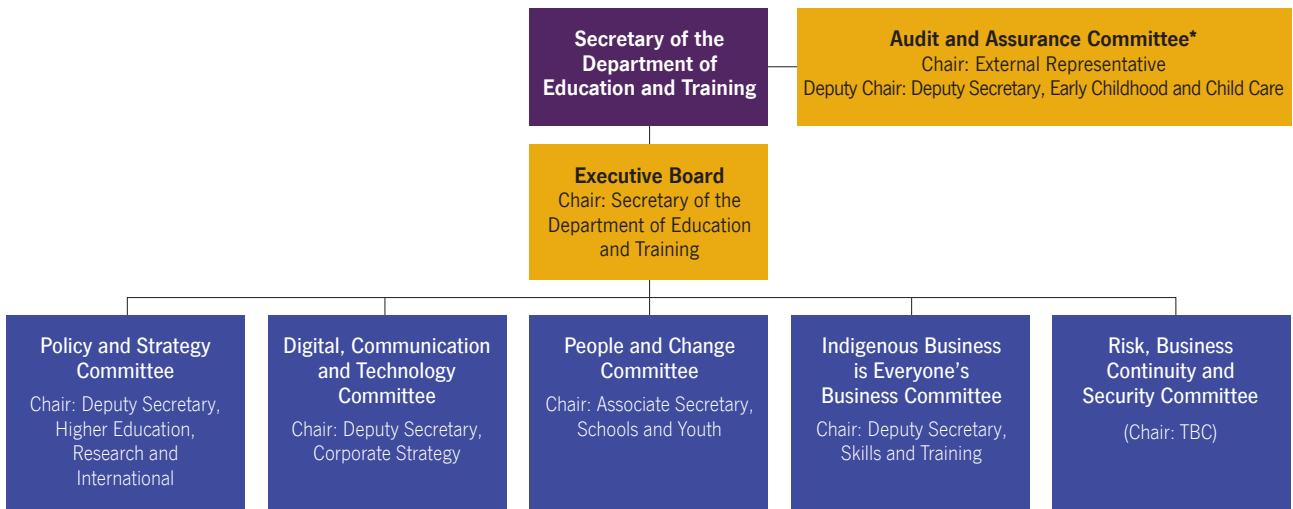 Secretary of the
Department of
Education and Training
Audit and Assurance Committee*
Chair: External Representative
Deputy Chair: Deputy Secretary, Early Childhood and Child Care
Executive Board
Chair: Secretary of the
Department of Education
and Training
Policy and Strategy
Committee
Chair: Deputy Secretary,
Higher Education,
Research and
International
Digital, Communication
and Technology
Committee
Chair: Deputy Secretary,
Corporate Strategy
People and Change
Committee
Chair: Associate Secretary,
Schools and Youth
Indigenous Business
is Everyone’s
Business Committee
Chair: Deputy Secretary,
Skills and Training
Risk, Business
Continuity and
Security Committee
(Chair: TBC)